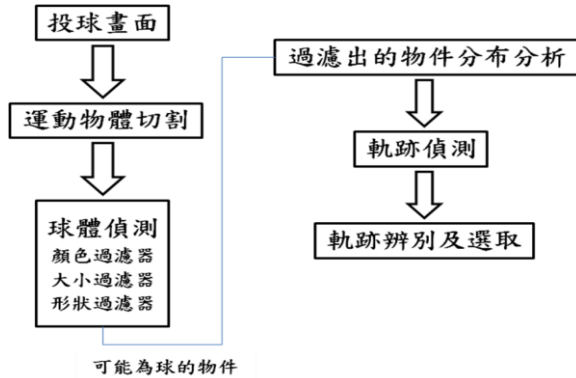 投球畫面
運動物體切割
球體偵測
顏色過濾器
大小過濾器
形狀過濾器
可能為球的物件
過濾出的物件分布分析
軌跡偵測
軌跡辨別及選取